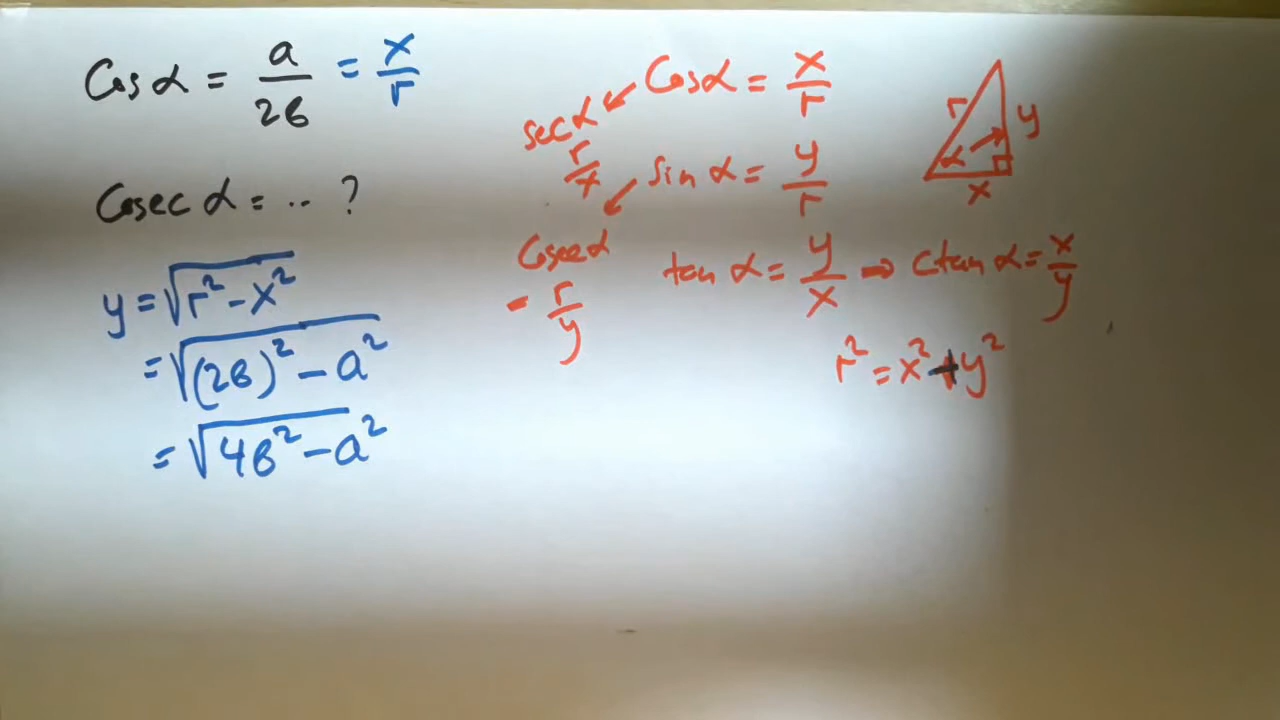 Cos α = a/2b = x/r
Cosec α = .. ?
y = √(r² - x²)
= √((2b)² - a²)
= √(4b² - a²)
Cos α = x/r
sec α
r/x
sin α = y/r
Cosec α
= r/y
tan α = y/x → ctan α = x/y
r² = x² + y²
r
y
α
x